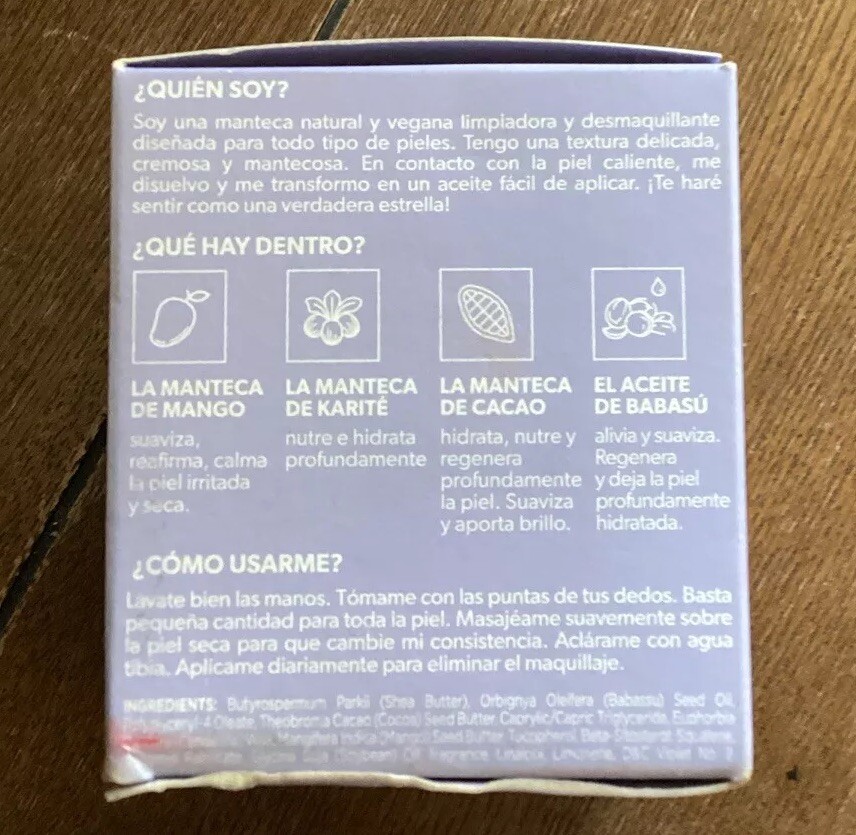 ¿QUIÉN SOY?
Soy una manteca natural y vegana limpiadora y desmaquillante
diseñada para todo tipo de pieles. Tengo una textura delicada,
cremosa y mantecosa. En contacto con la piel caliente, me
disuelvo y me transformo en un aceite fácil de aplicar. ¡Te haré
sentir como una verdadera estrella!
¿QUÉ HAY DENTRO?
LA MANTECA
DE MANGO
suaviza,
reafirma, calma
la piel irritada
y seca.
LA MANTECA
DE KARITÉ
nutre e hidrata
profundamente
LA MANTECA
DE CACAO
hidrata, nutre y
regenera
profundamente
la piel. Suaviza
y aporta brillo.
EL ACEITE
DE BABASÚ
alivia y suaviza.
Regenera
y deja la piel
profundamente
hidratada.
¿CÓMO USARME?
Lávate bien las manos. Tómame con las puntas de tus dedos. Basta
pequeña cantidad para toda la piel. Masajéame suavemente sobre
la piel seca para que cambie mi consistencia. Aclárame con agua
tibia. Aplícame diariamente para eliminar el maquillaje.
INGREDIENTS: Butyrospermum Parkii (Shea Butter), Orbignya Oleifera (Babassu) Seed Oil,
Oleate, Theobroma Cacao (Cocoa) Seed Butter, Caprylic/Capric Triglyceride, Euphorbia
Mangifera Indica (Mango) Seed Butter, Tocopherol, Beta-Sitosterol, Squalene,
(Soybean) Oil, Fragrance, Linalool, Limonene, D&C Violet No. 2